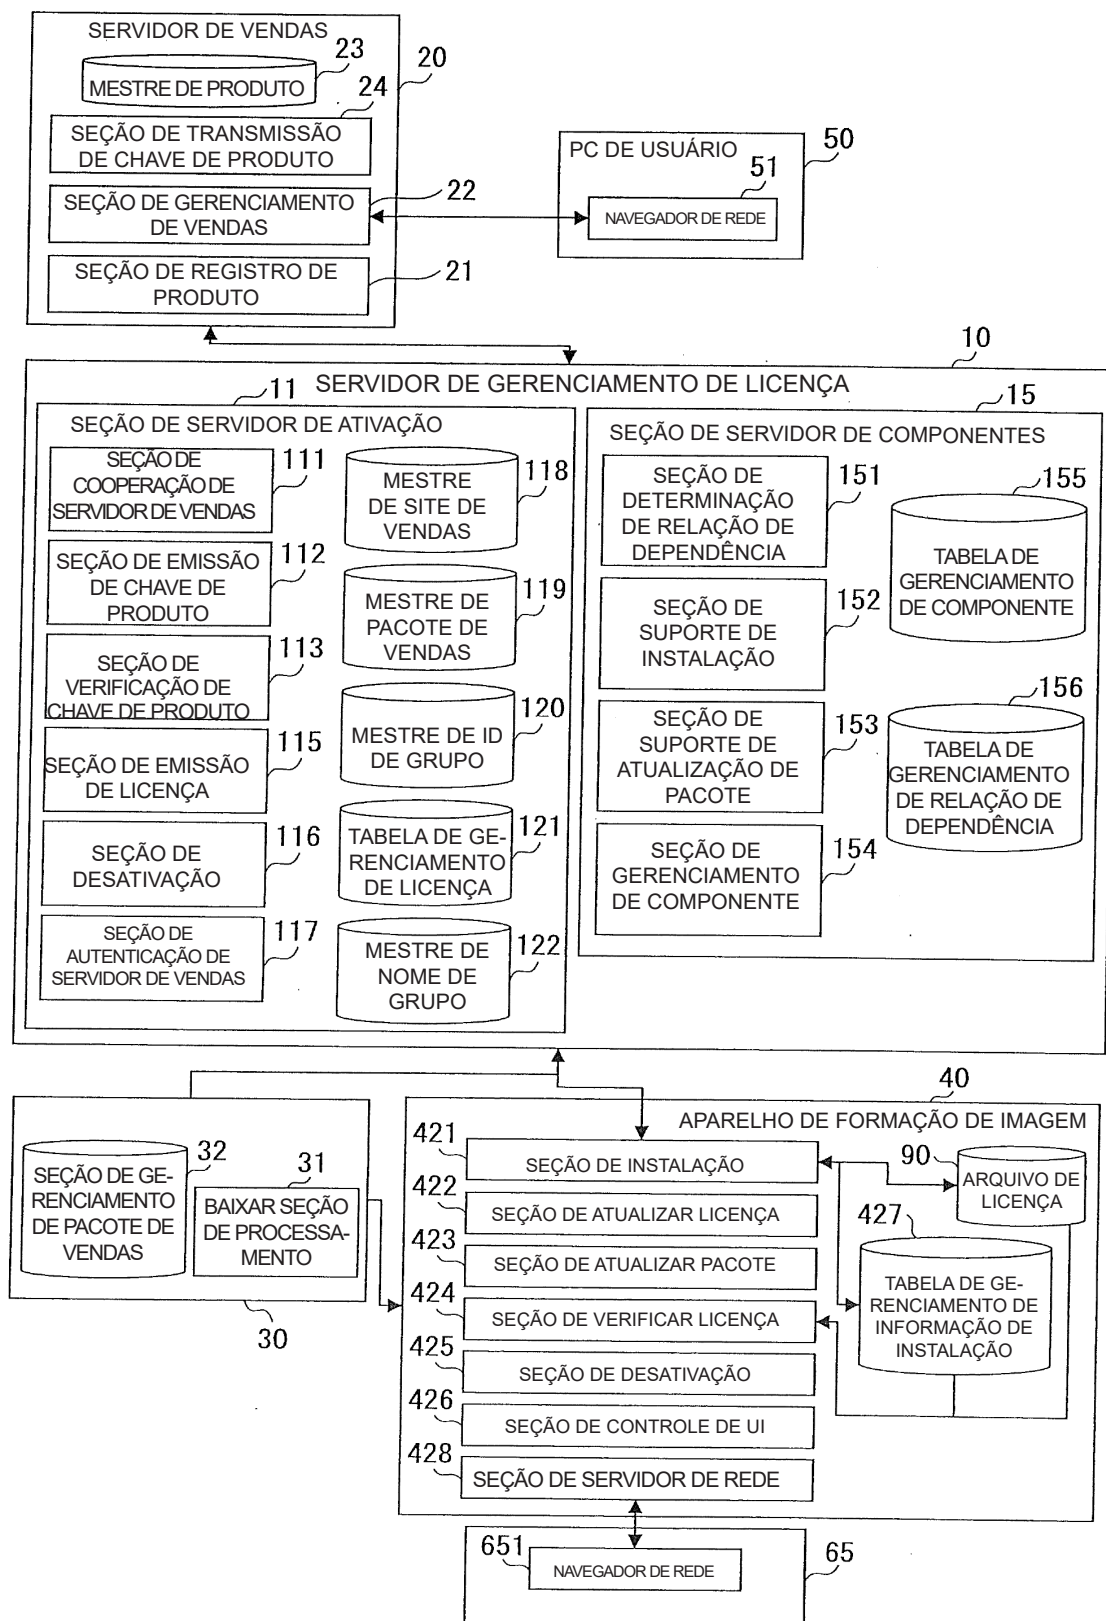 SERVIDOR DE VENDAS
23
20
MESTRE DE PRODUTO
24
SEÇÃO DE TRANSMISSÃO
DE CHAVE DE PRODUTO
22
SEÇÃO DE GERENCIAMENTO
DE VENDAS
21
SEÇÃO DE REGISTRO DE
PRODUTO
PC DE USUÁRIO
50
51
NAVEGADOR DE REDE
10
SERVIDOR DE GERENCIAMENTO DE LICENÇA
11
SEÇÃO DE SERVIDOR DE ATIVAÇÃO
SEÇÃO DE
COOPERAÇÃO DE
SERVIDOR DE VENDAS
111
SEÇÃO DE EMISSÃO
DE CHAVE DE
PRODUTO
112
SEÇÃO DE
VERIFICAÇÃO DE
CHAVE DE PRODUTO
113
SEÇÃO DE EMISSÃO
DE LICENÇA
115
SEÇÃO DE
DESATIVAÇÃO
116
SEÇÃO DE
AUTENTICAÇÃO DE
SERVIDOR DE VENDAS
117
MESTRE
DE SITE DE
VENDAS
118
MESTRE DE
PACOTE DE
VENDAS
119
MESTRE DE ID
DE GRUPO
120
TABELA DE GE-
RENCIAMENTO
DE LICENÇA
121
MESTRE DE
NOME DE
GRUPO
122
15
SEÇÃO DE SERVIDOR DE COMPONENTES
SEÇÃO DE
DETERMINAÇÃO
DE RELAÇÃO DE
DEPENDÊNCIA
151
SEÇÃO DE
SUPORTE DE
INSTALAÇÃO
152
SEÇÃO DE
SUPORTE DE
ATUALIZAÇÃO DE
PACOTE
153
SEÇÃO DE
GERENCIAMENTO
DE COMPONENTE
154
155
TABELA DE
GERENCIAMENTO
DE COMPONENTE
156
TABELA DE
GERENCIAMENTO
DE RELAÇÃO DE
DEPENDÊNCIA
32
SEÇÃO DE GE-
RENCIAMENTO
DE PACOTE DE
VENDAS
31
BAIXAR SEÇÃO
DE PROCESSA-
MENTO
30
40
APARELHO DE FORMAÇÃO DE IMAGEM
421
SEÇÃO DE INSTALAÇÃO
422
SEÇÃO DE ATUALIZAR LICENÇA
423
SEÇÃO DE ATUALIZAR PACOTE
424
SEÇÃO DE VERIFICAR LICENÇA
425
SEÇÃO DE DESATIVAÇÃO
426
SEÇÃO DE CONTROLE DE UI
428
SEÇÃO DE SERVIDOR DE REDE
90
ARQUIVO DE
LICENÇA
427
TABELA DE GE-
RENCIAMENTO DE
INFORMAÇÃO DE
INSTALAÇÃO
651
NAVEGADOR DE REDE
65